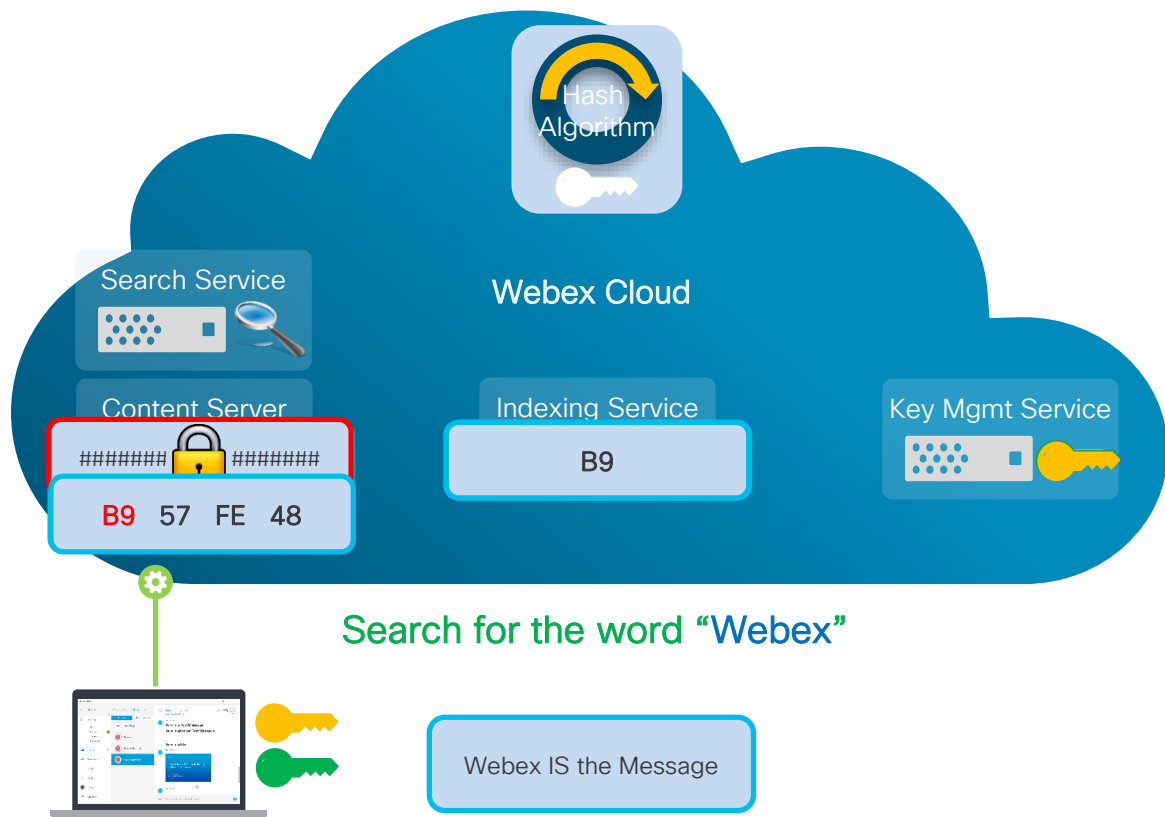 Hash
Algorithm
Search Service
Webex Cloud
Content Server
Indexing Service
Key Mgmt Service
####### #######
B9
B9 57 FE 48
Search for the word “Webex”
Webex IS the Message